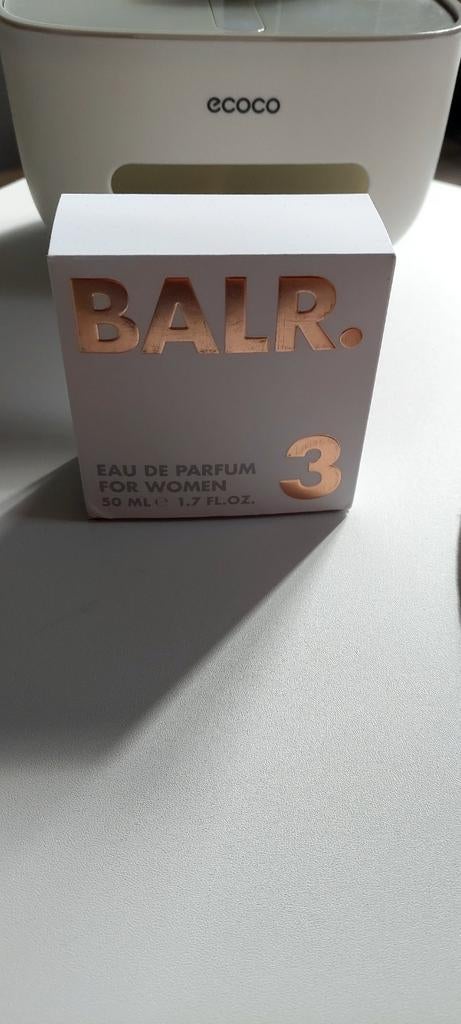 ecoco
BALR.
3
EAU DE PARFUM
FOR WOMEN
50 ML ℮ 1.7 FL.OZ.